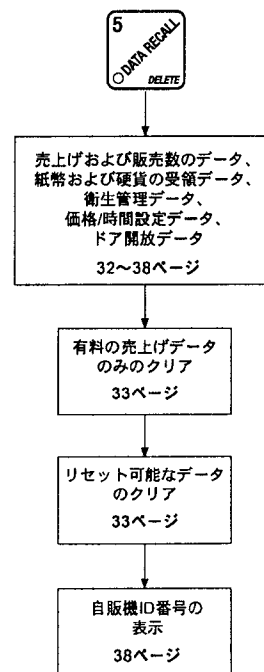 5
DATA RECALL
DELETE
売上げおよび販売数のデータ、
紙幣および硬貨の受領データ、
衛生管理データ、
価格/時間設定データ、
ドア開放データ
32〜38ページ
有料の売上げデータ
のみのクリア
33ページ
リセット可能なデータ
のクリア
33ページ
自販機ID番号の
表示
38ページ